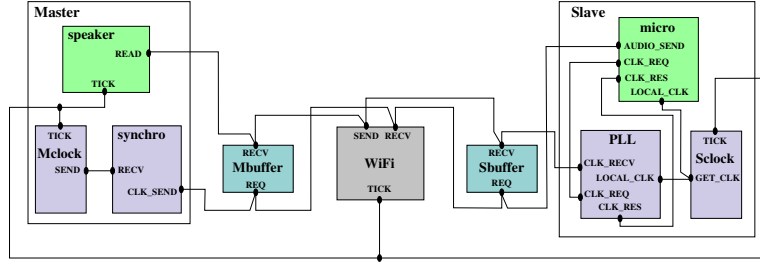 Master
speaker
READ
TICK
TICK
Mclock
SEND
synchro
RECV
CLK_SEND
RECV
Mbuffer
REQ
SEND RECV
WiFi
TICK
RECV
Sbuffer
REQ
Slave
micro
AUDIO_SEND
CLK_REQ
CLK_RES
LOCAL_CLK
PLL
CLK_RECV
LOCAL_CLK
CLK_REQ
CLK_RES
TICK
Sclock
GET_CLK